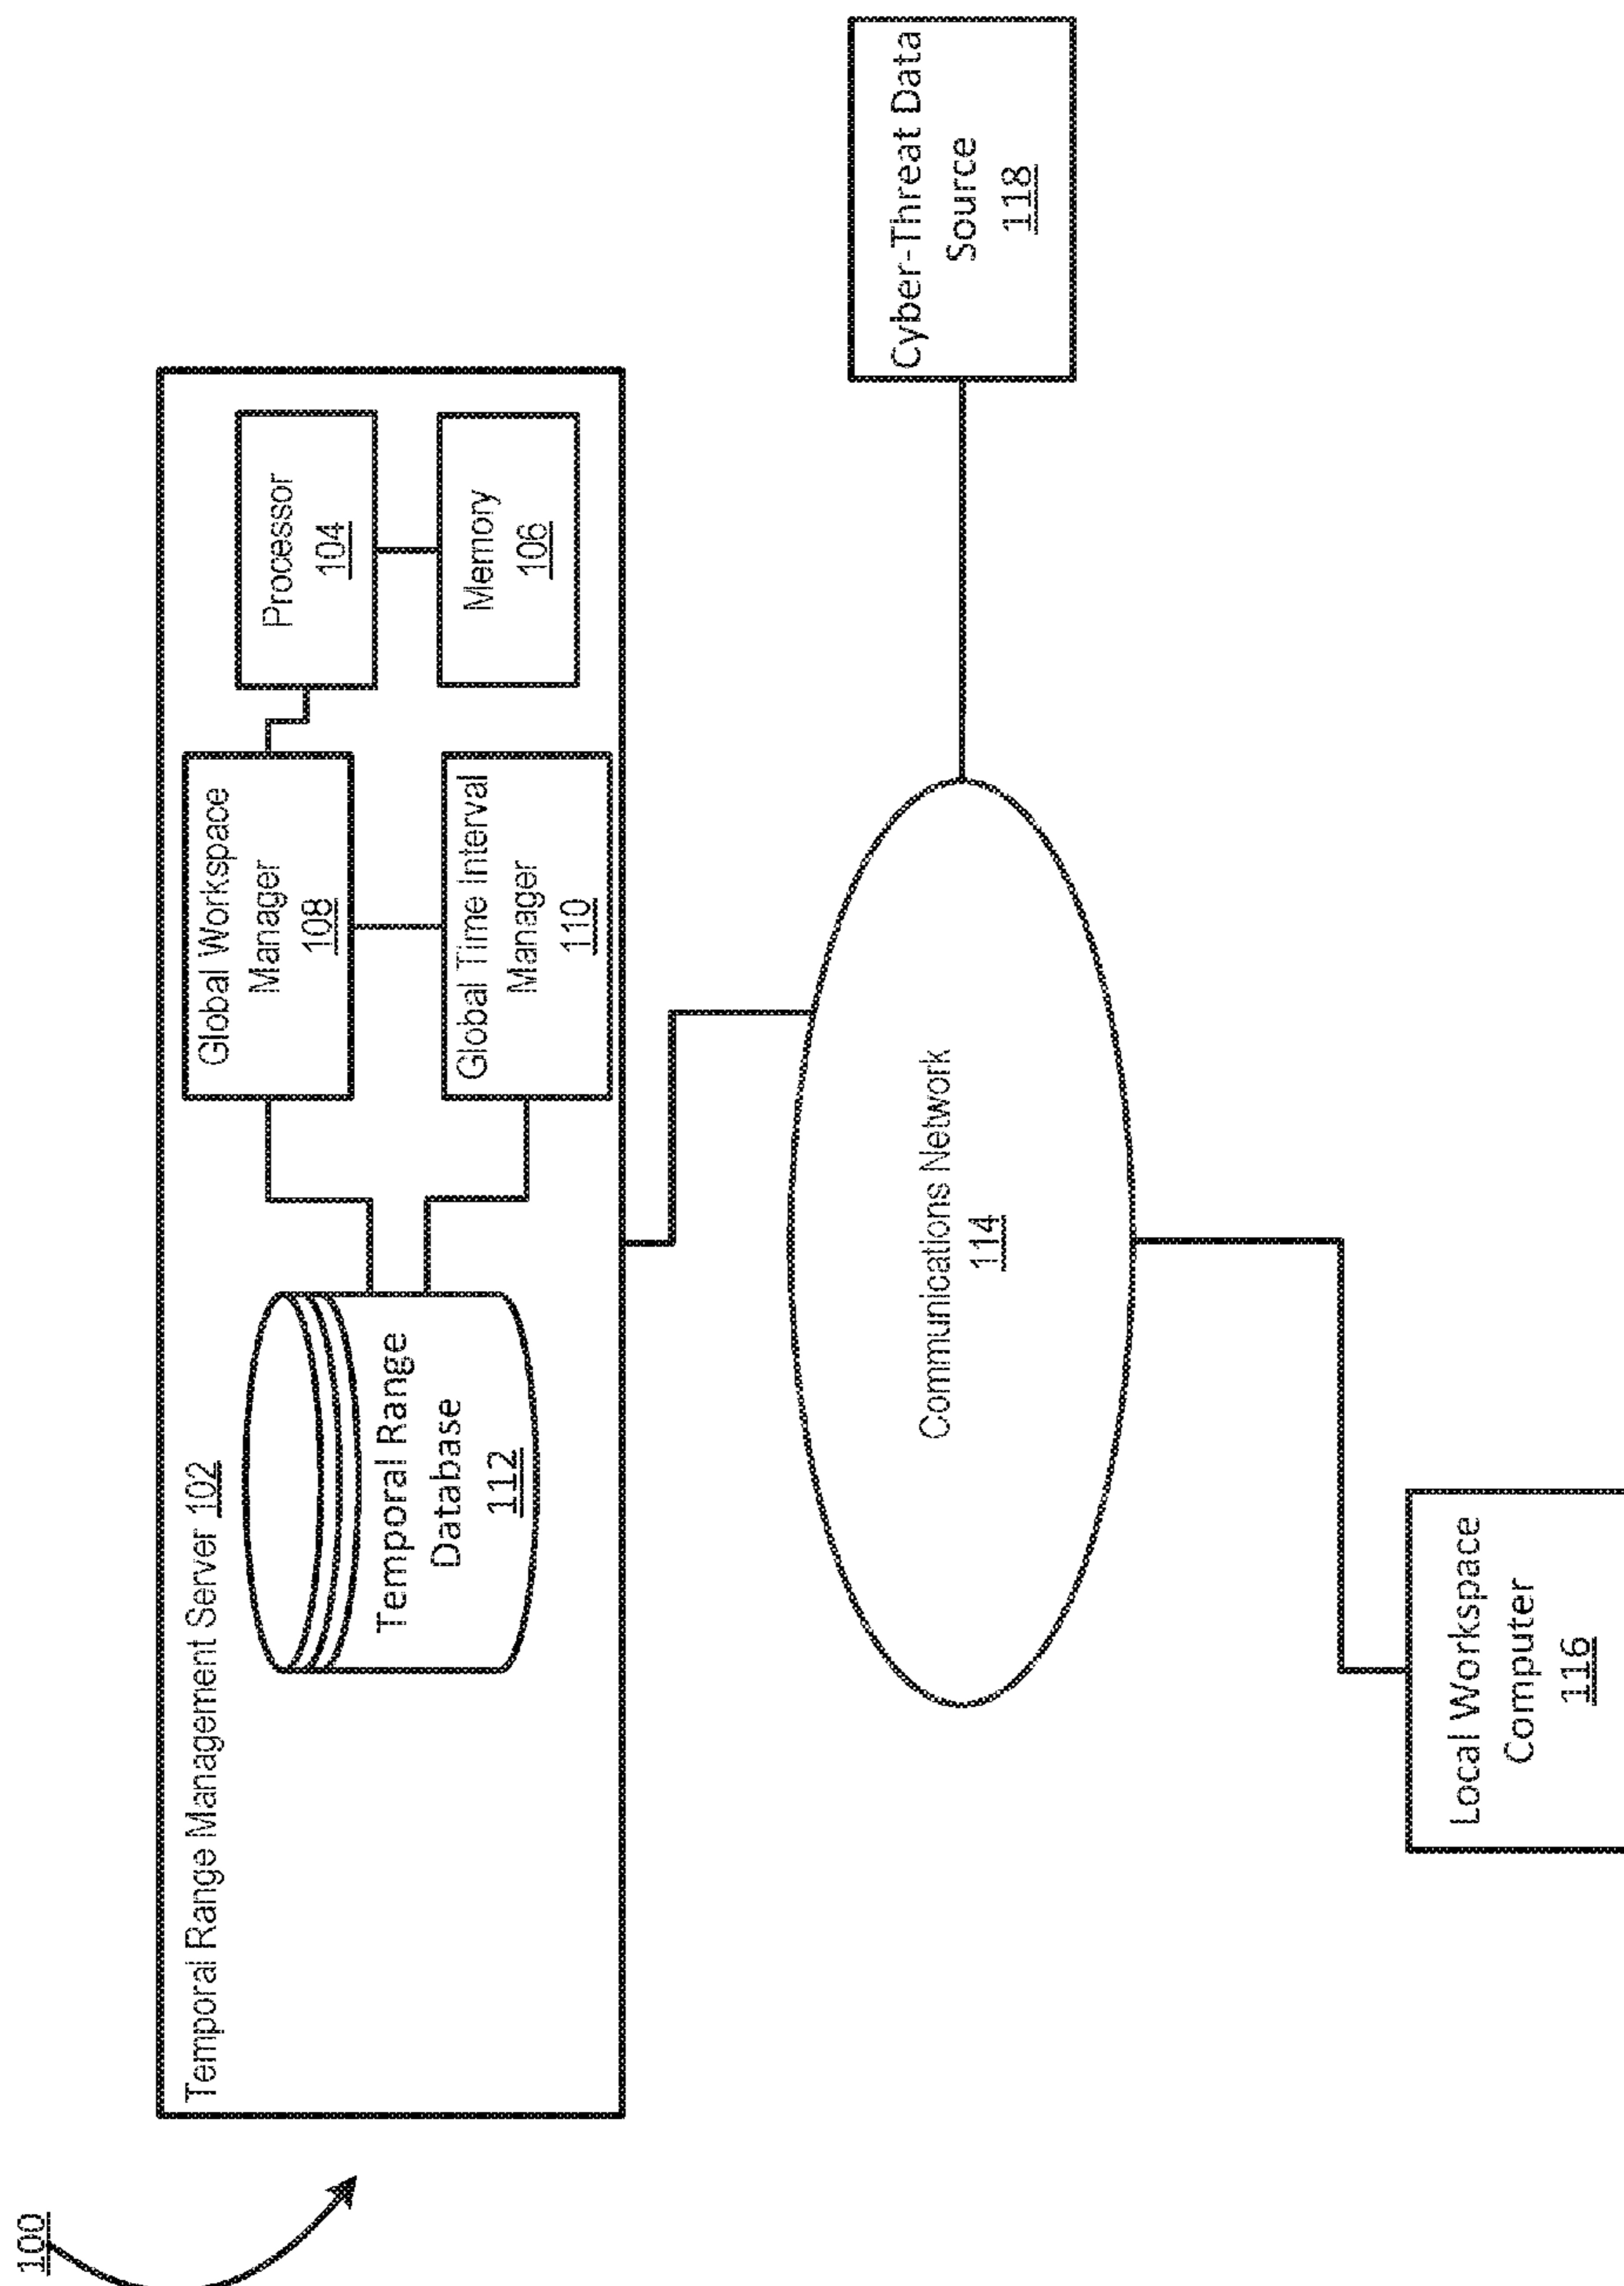 100
Temporal Range Management Server 102
Temporal Range
Database
112
Global Workspace
Manager
108
Global Time Interval
Manager
110
Processor
104
Memory
106
Communications Network
114
Local Workspace
Computer
116
Cyber-Threat Data
Source
118